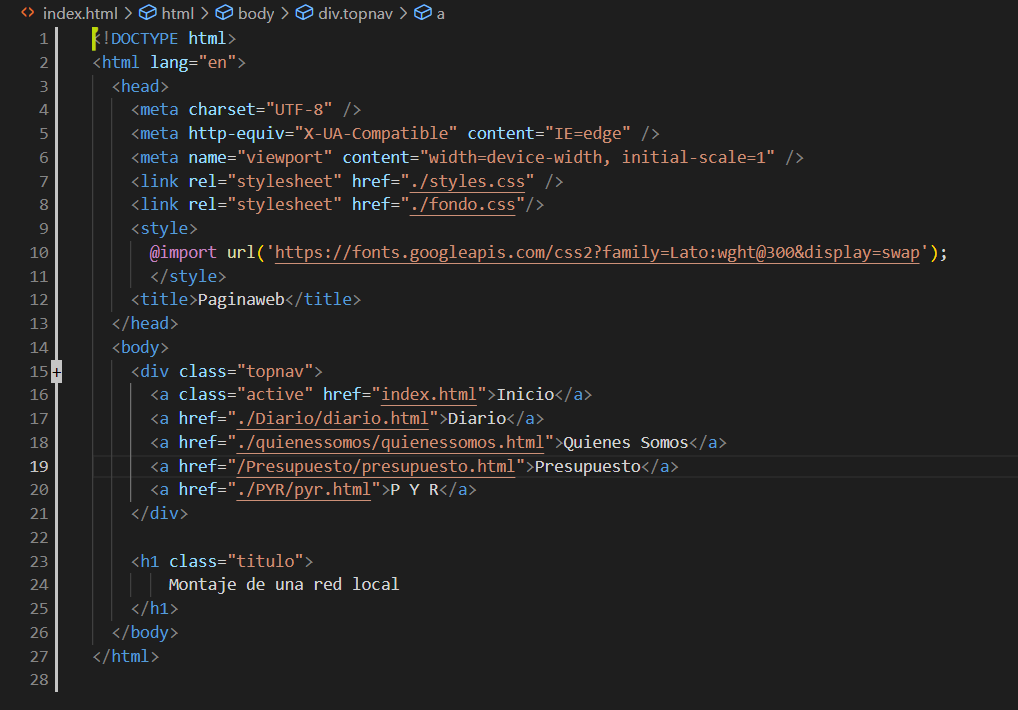 index.html > html > body > div.topnav > a
1 <!DOCTYPE html>
2 <html lang="en">
3 <head>
4 <meta charset="UTF-8" />
5 <meta http-equiv="X-UA-Compatible" content="IE=edge" />
6 <meta name="viewport" content="width=device-width, initial-scale=1" />
7 <link rel="stylesheet" href="./styles.css" />
8 <link rel="stylesheet" href="./fondo.css"/>
9 <style>
10 @import url('https://fonts.googleapis.com/css2?family=Lato:wght@300&display=swap');
11 </style>
12 <title>Paginaweb</title>
13 </head>
14 <body>
15 + <div class="topnav">
16 <a class="active" href="index.html">Inicio</a>
17 <a href="./Diario/diario.html">Diario</a>
18 <a href="./quienessomos/quienessomos.html">Quienes Somos</a>
19 <a href="/Presupuesto/presupuesto.html">Presupuesto</a>
20 <a href="./PYR/pyr.html">P Y R</a>
21 </div>
22
23 <h1 class="titulo">
24 Montaje de una red local
25 </h1>
26 </body>
27 </html>
28